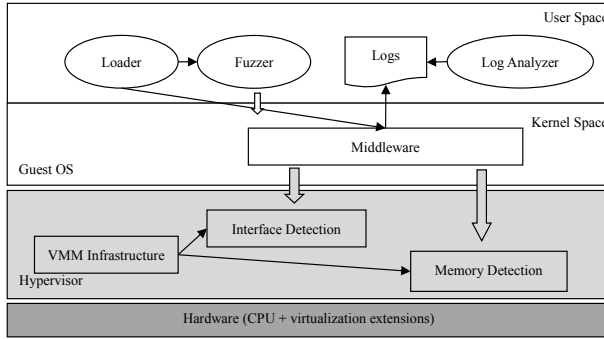 User Space
Loader
Fuzzer
Logs
Log Analyzer
Kernel Space
Middleware
Guest OS
Interface Detection
VMM Infrastructure
Memory Detection
Hypervisor
Hardware (CPU + virtualization extensions)